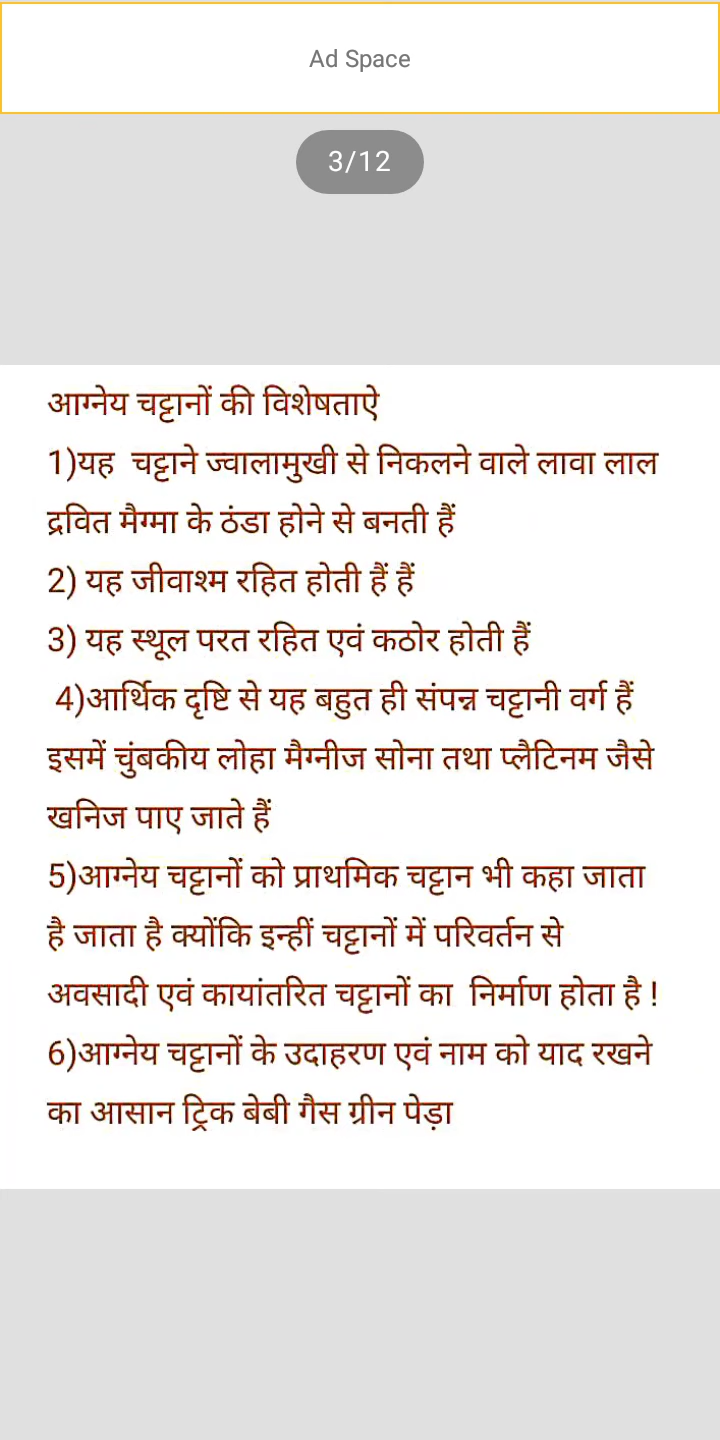 Ad Space
3/12
आग्नेय चट्टानों की विशेषताऐ
1)यह चट्टाने ज्वालामुखी से निकलने वाले लावा लाल
द्रवित मैग्मा के ठंडा होने से बनती हैं
2) यह जीवाश्म रहित होती हैं हैं
3) यह स्थूल परत रहित एवं कठोर होती हैं
4)आर्थिक दृष्टि से यह बहुत ही संपन्न चट्टानी वर्ग हैं
इसमें चुंबकीय लोहा मैग्नीज सोना तथा प्लैटिनम जैसे
खनिज पाए जाते हैं
5)आग्नेय चट्टानों को प्राथमिक चट्टान भी कहा जाता
है जाता है क्योंकि इन्हीं चट्टानों में परिवर्तन से
अवसादी एवं कायांतरित चट्टानों का निर्माण होता है !
6)आग्नेय चट्टानों के उदाहरण एवं नाम को याद रखने
का आसान ट्रिक बेबी गैस ग्रीन पेड़ा